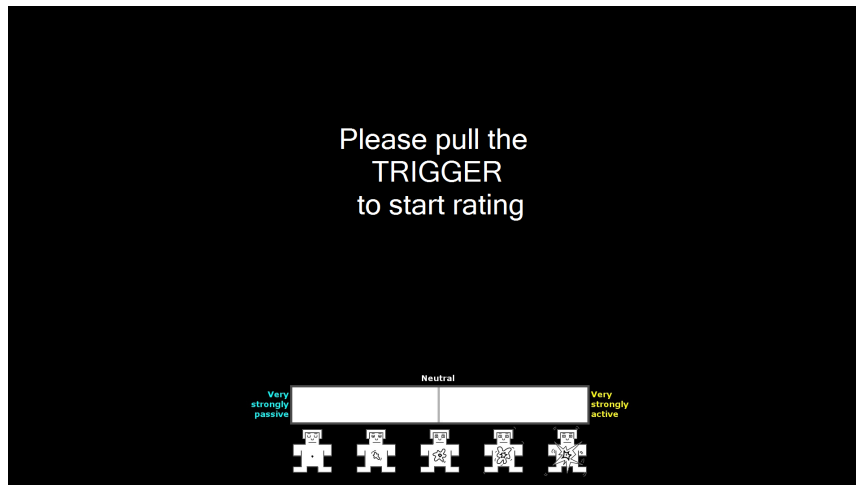 Please pull the
TRIGGER
to start rating
Neutral
Very
strongly
passive
Very
strongly
active